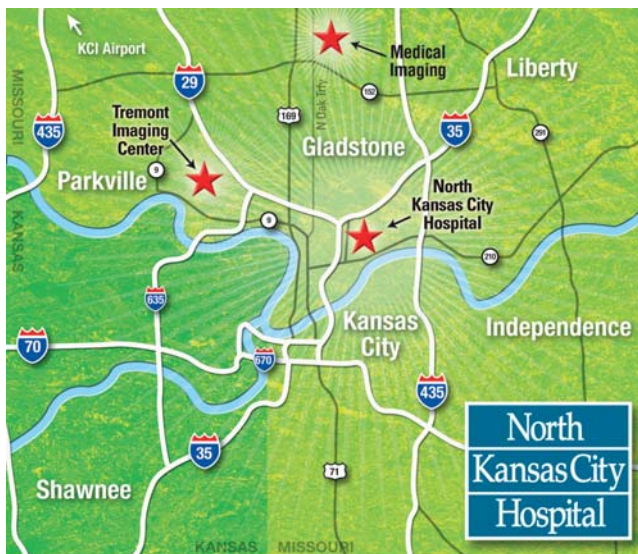 KCI Airport
MISSOURI
KANSAS
29
435
Tremont
Imaging
Center
Parkville
9
169
N Oak Trfy.
152
Medical
Imaging
Liberty
35
291
Gladstone
North
Kansas City
Hospital
9
210
635
70
670
Kansas
City
Independence
435
35
71
Shawnee
KANSAS
MISSOURI
North
Kansas City
Hospital